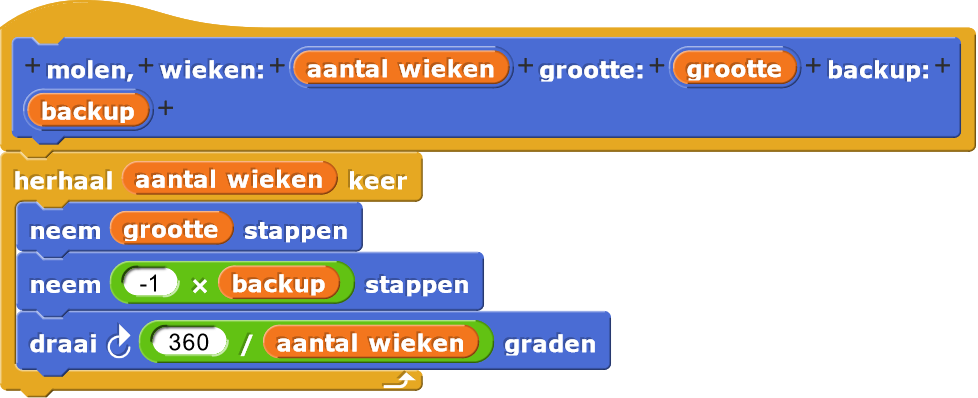 + molen, + wieken: + aantal wieken + grootte: + grootte + backup: +
backup +
herhaal aantal wieken keer
neem grootte stappen
neem -1 × backup stappen
draai 360 / aantal wieken graden